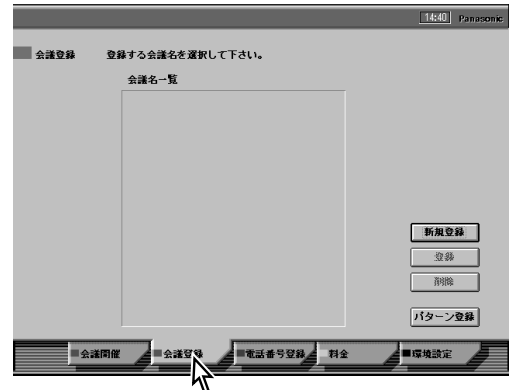 14:40 Panasonic
会議登録 登録する会議名を選択して下さい。
会議名一覧
新規登録
登録
削除
パターン登録
会議開催 会議登録 電話番号登録 料金 環境設定